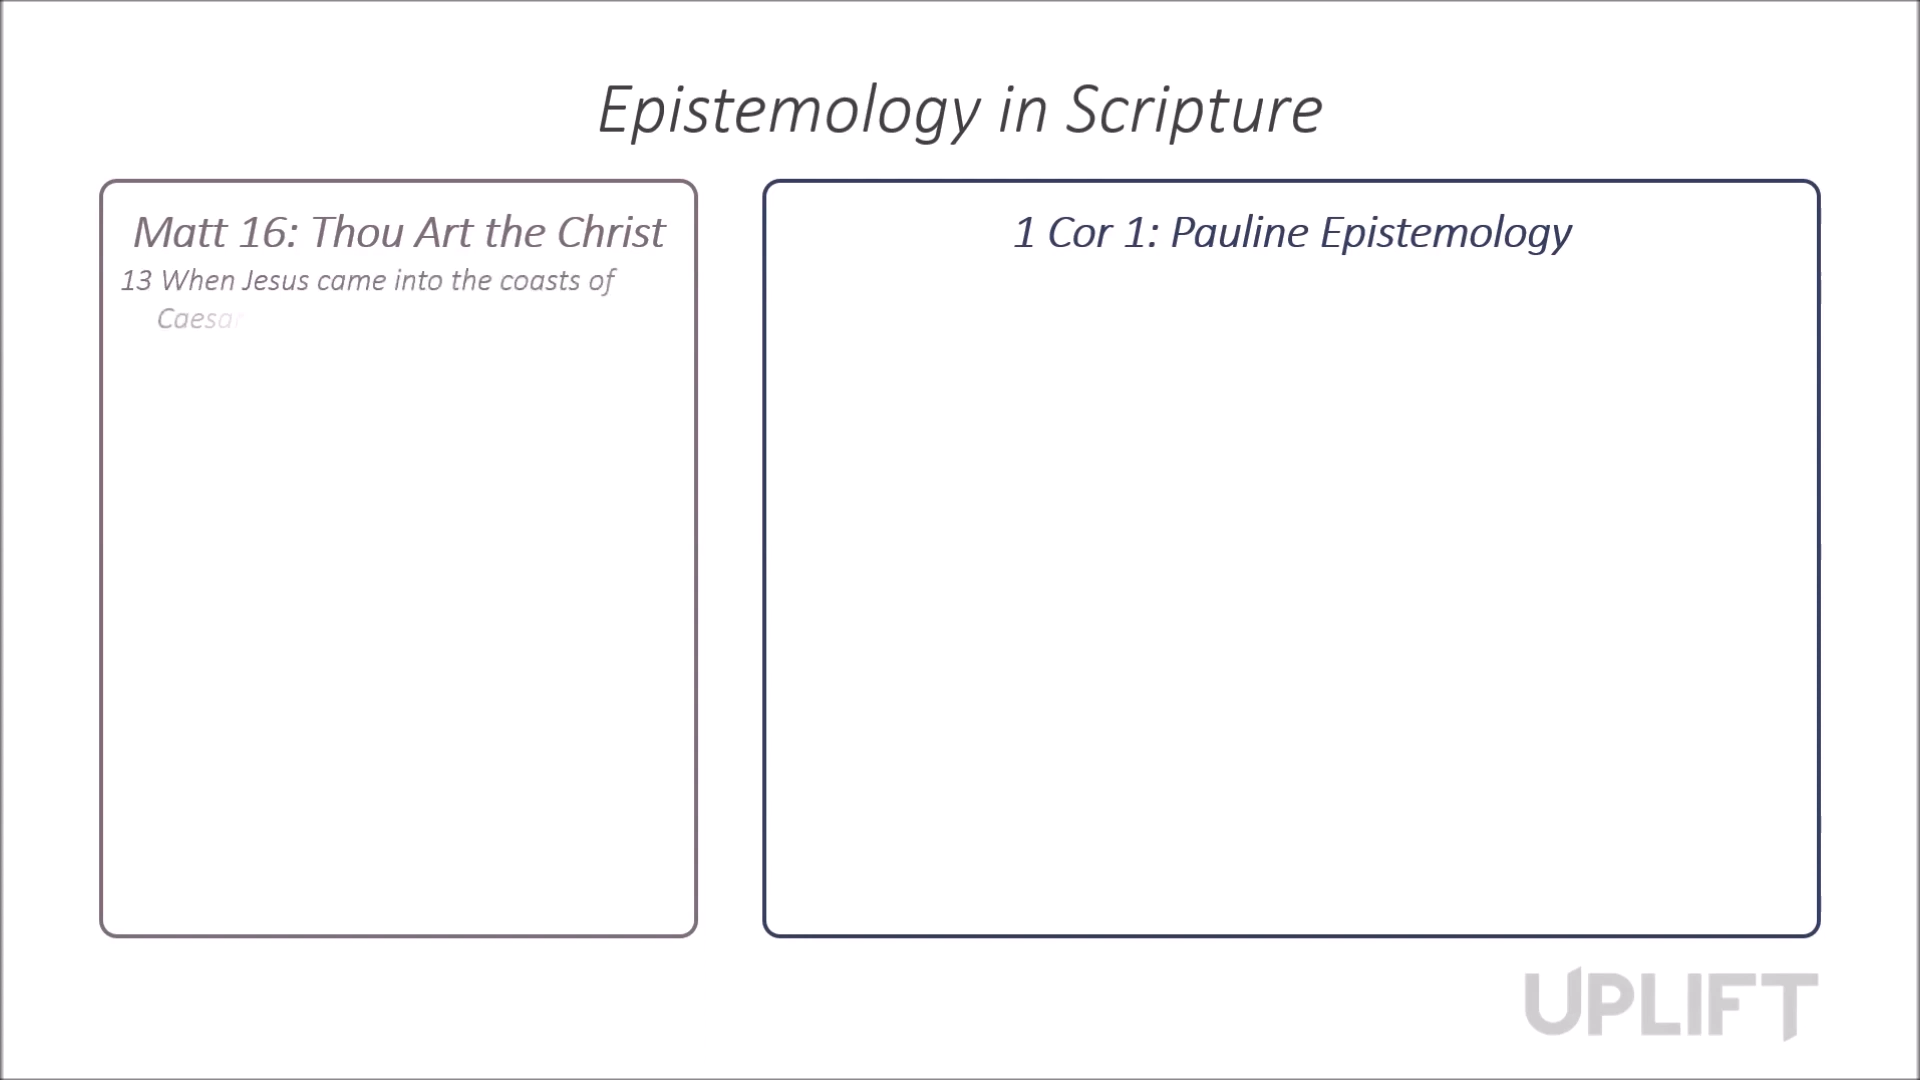 Epistemology in Scripture
Matt 16: Thou Art the Christ
13 When Jesus came into the coasts of
1 Cor 1: Pauline Epistemology
UPLIFT